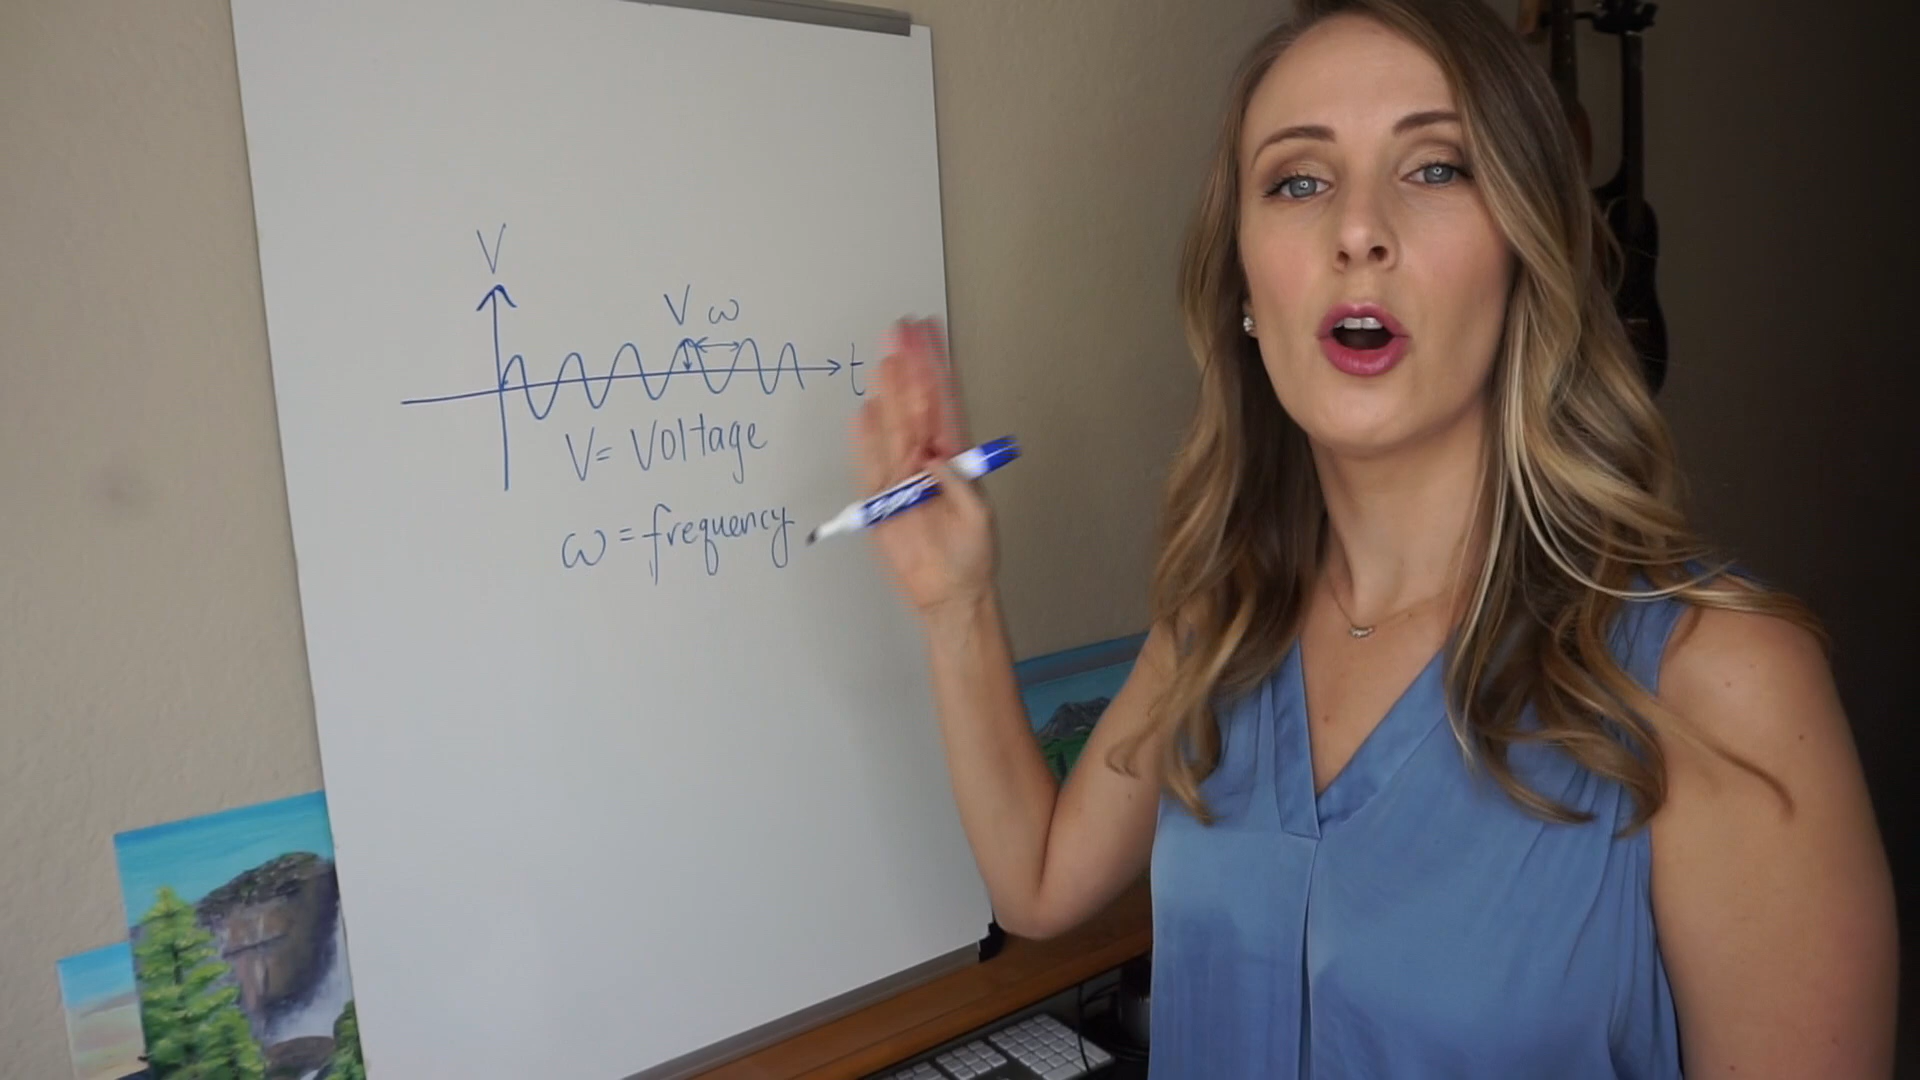 V
V ω
t
V = Voltage
ω = frequency